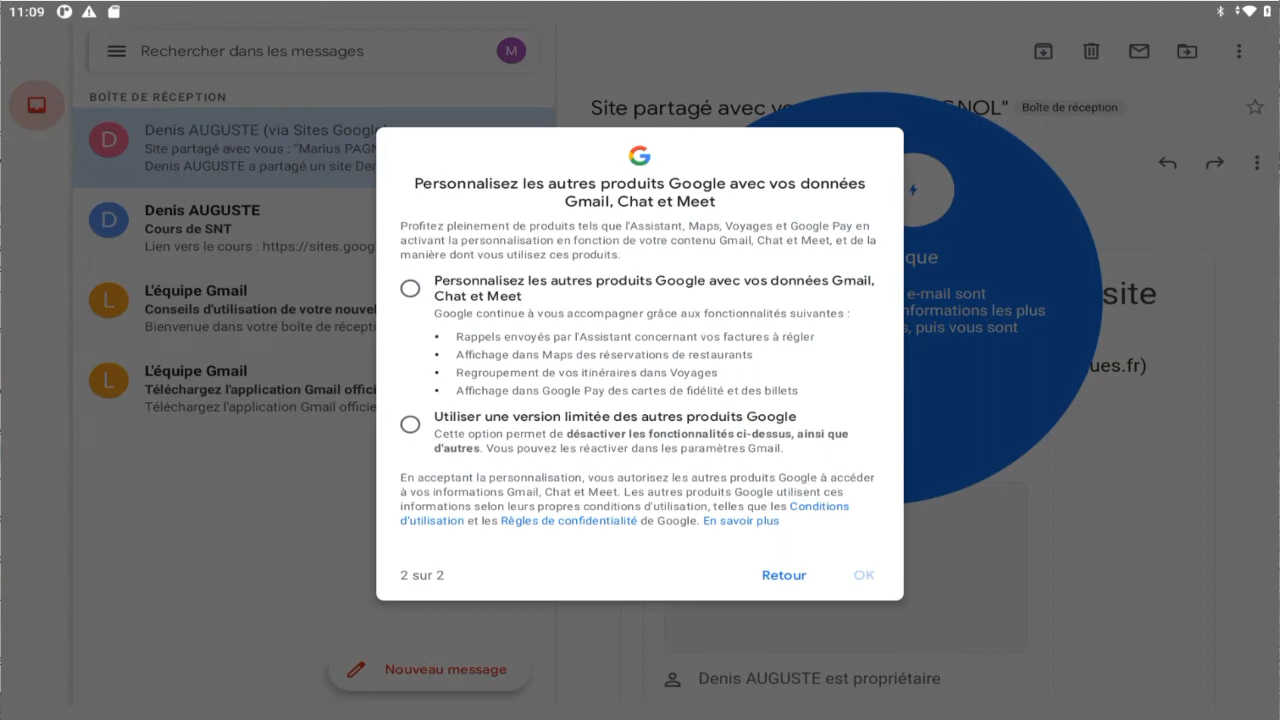 11:09
Rechercher dans les messages
M
BOÎTE DE RÉCEPTION
D
Denis AUGUSTE (via Sites Google)
Site partagé avec vous : "Marius
Denis AUGUSTE a partagé un site
D
Denis AUGUSTE
Cours de SNT
Lien vers le cours : https://sites.goog
L
L'équipe Gmail
Conseils d'utilisation de votre nouvel
Bienvenue dans votre boîte de
L
L'équipe Gmail
Téléchargez l'application Gmail
Téléchargez l'application Gmail
Nouveau message
Site partagé avec GNOL"
Boîte de réception
que
e-mail sont
nformations les plus
s, puis vous sont
site
ues.fr)
Denis AUGUSTE est propriétaire
G
Personnalisez les autres produits Google avec vos données
Gmail, Chat et Meet
Profitez pleinement de produits tels que l'Assistant, Maps, Voyages et Google Pay en
activant la personnalisation en fonction de votre contenu Gmail, Chat et Meet, et de la
manière dont vous utilisez ces produits.
Personnalisez les autres produits Google avec vos données Gmail,
Chat et Meet
Google continue à vous accompagner grâce aux fonctionnalités suivantes :
• Rappels envoyés par l'Assistant concernant vos factures à régler
• Affichage dans Maps des réservations de restaurants
• Regroupement de vos itinéraires dans Voyages
• Affichage dans Google Pay des cartes de fidélité et des billets
Utiliser une version limitée des autres produits Google
Cette option permet de désactiver les fonctionnalités ci-dessus, ainsi que
d'autres. Vous pouvez les réactiver dans les paramètres Gmail.
En acceptant la personnalisation, vous autorisez les autres produits Google à accéder
à vos informations Gmail, Chat et Meet. Les autres produits Google utilisent ces
informations selon leurs propres conditions d'utilisation, telles que les Conditions
d'utilisation et les Règles de confidentialité de Google. En savoir plus
2 sur 2
Retour
OK